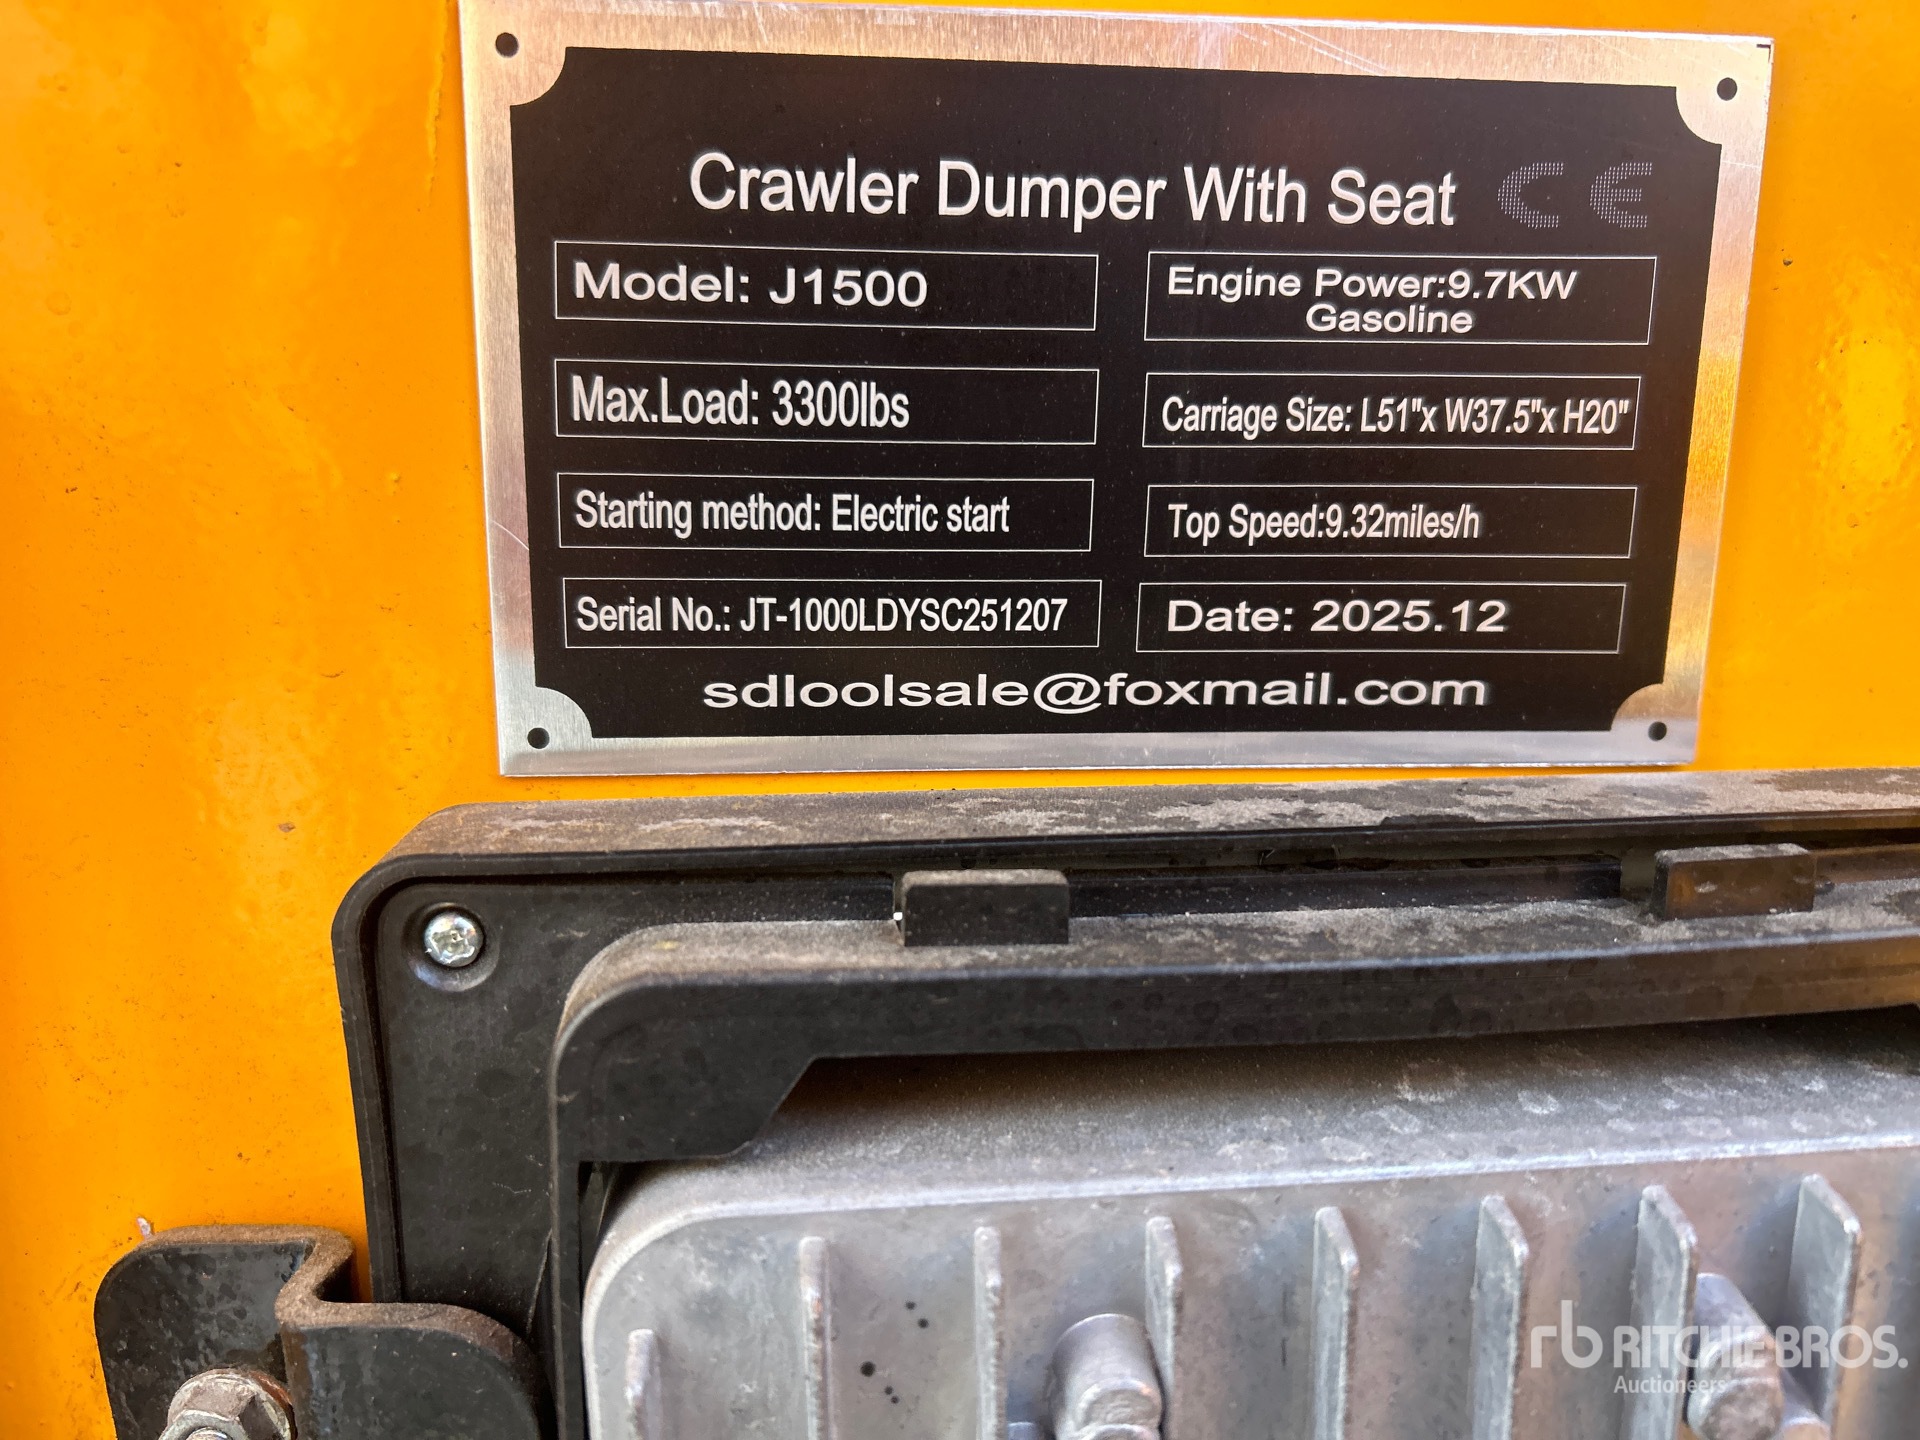 Crawler Dumper With Seat CE
Model: J1500
Engine Power:9.7KW
Gasoline
Max.Load: 3300lbs
Carriage Size: L51"x W37.5"x H20"
Starting method: Electric start
Top Speed:9.32miles/h
Serial No.: JT-1000LDYSC251207
Date: 2025.12
sdloolsale@foxmail.com
rb RITCHIE BROS.
Auctioneers